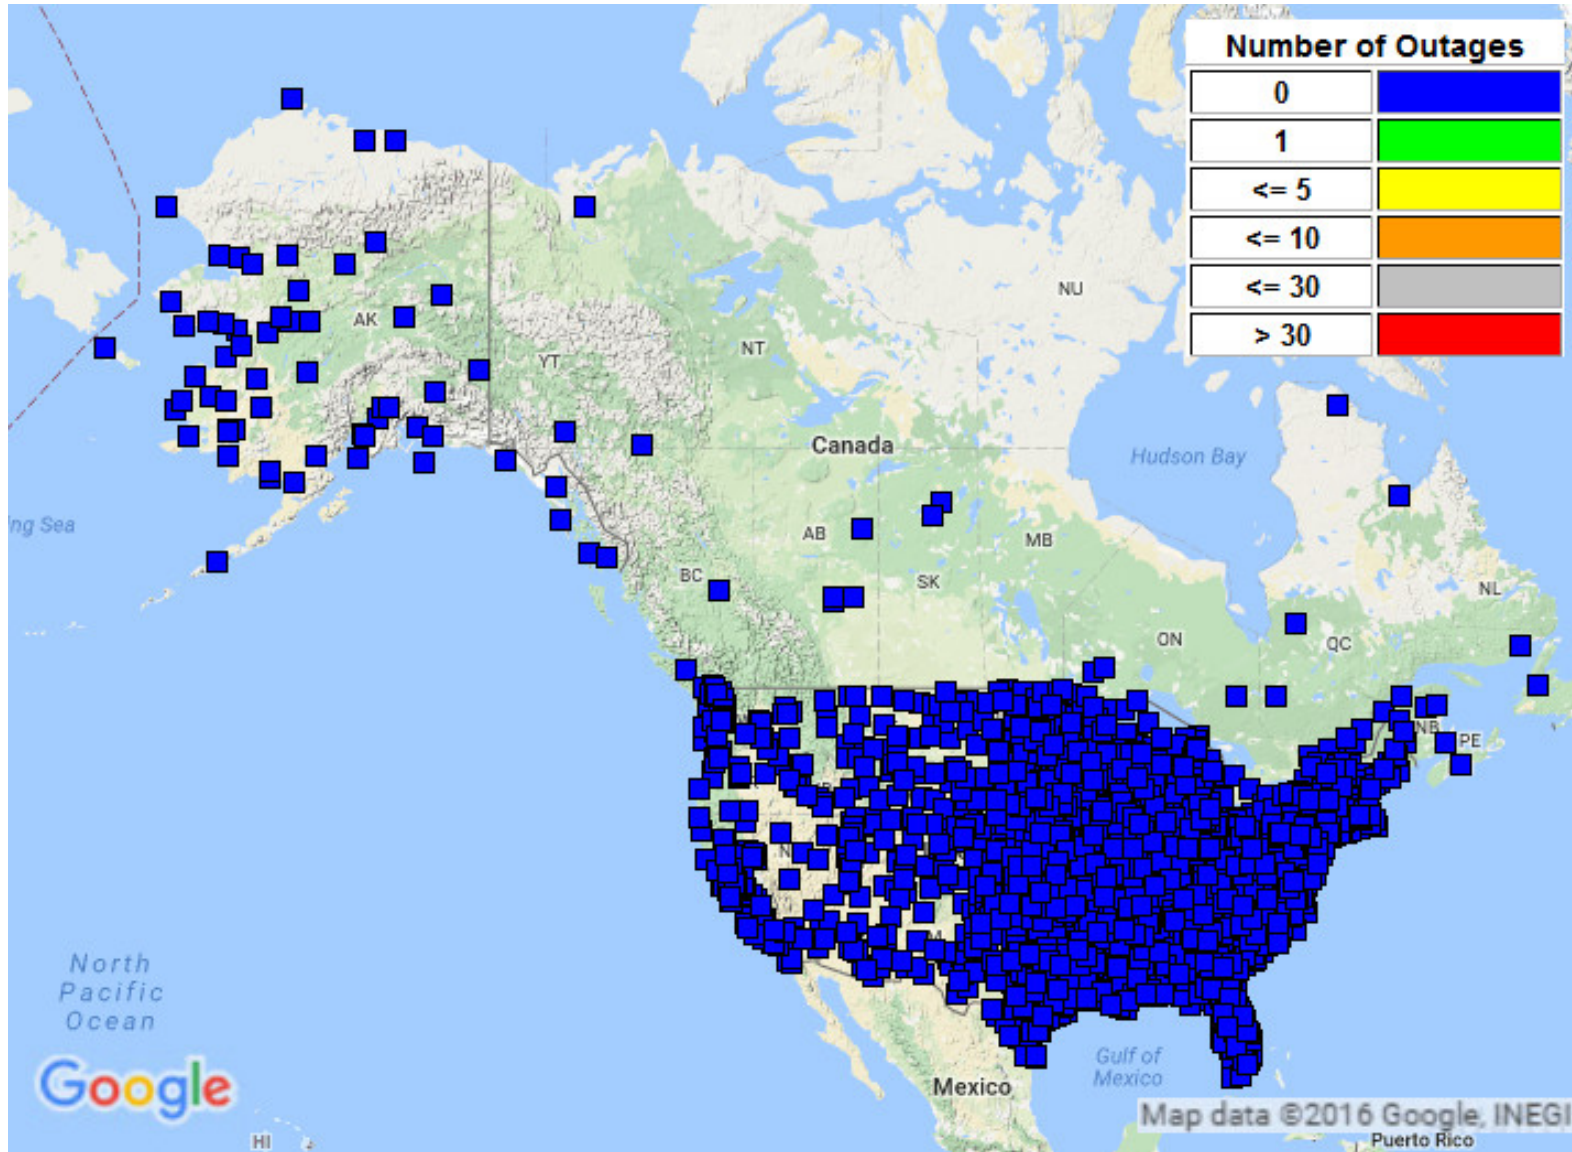 Number of Outages
0
1
<= 5
<= 10
<= 30
> 30
NU
AK
NT
YT
Canada
Hudson Bay
ing Sea
AB
MB
BC
SK
NL
ON
QC
NB
PE
North
Pacific
Ocean
Gulf of
Mexico
Mexico
Google
Map data ©2016 Google, INEGI
HI
Puerto Rico